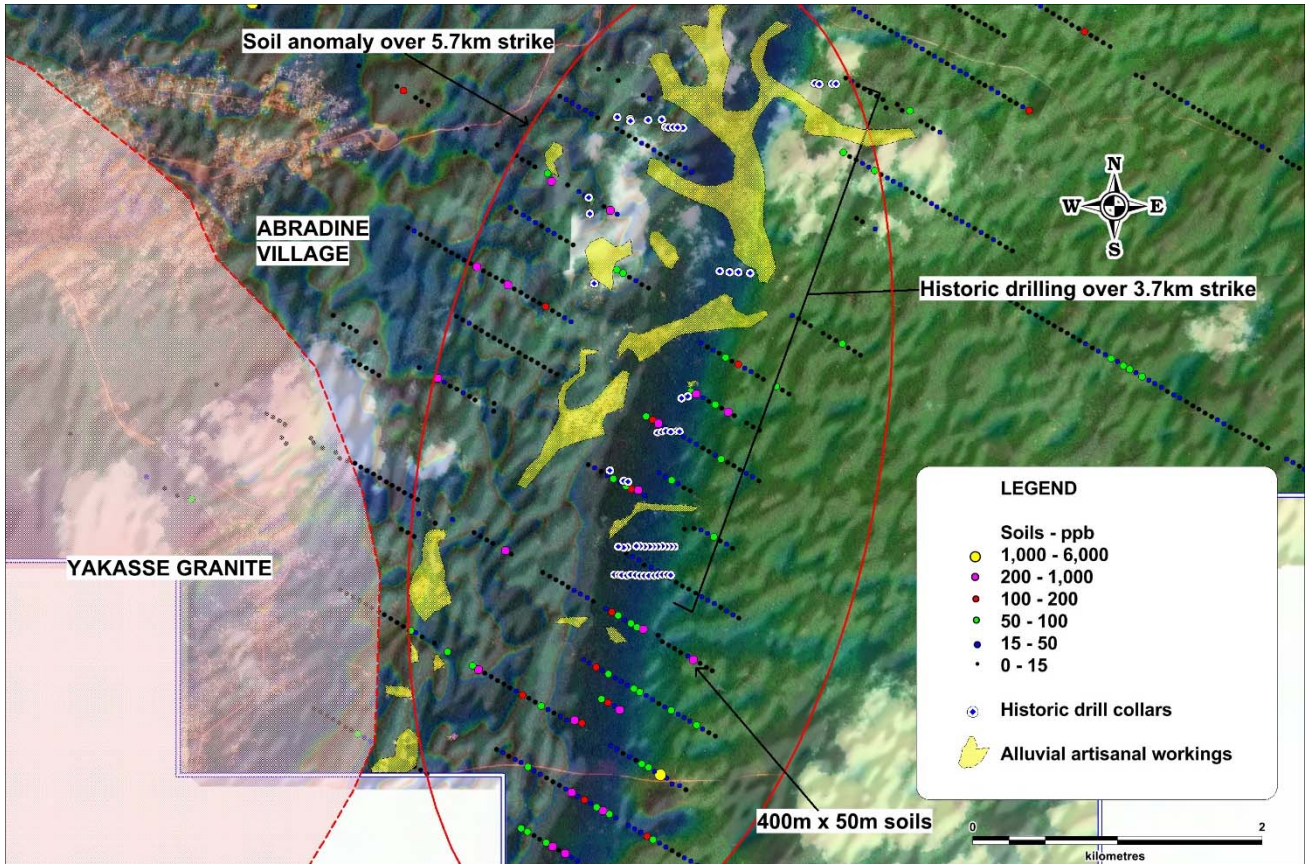 Soil anomaly over 5.7km strike
N
W
E
S
ABRADINE
VILLAGE
Historic drilling over 3.7km strike
YAKASSE GRANITE
LEGEND
Soils - ppb
1,000 - 6,000
200 - 1,000
100 - 200
50 - 100
15 - 50
0 - 15
Historic drill collars
Alluvial artisanal workings
400m x 50m soils
0
2
kilometres